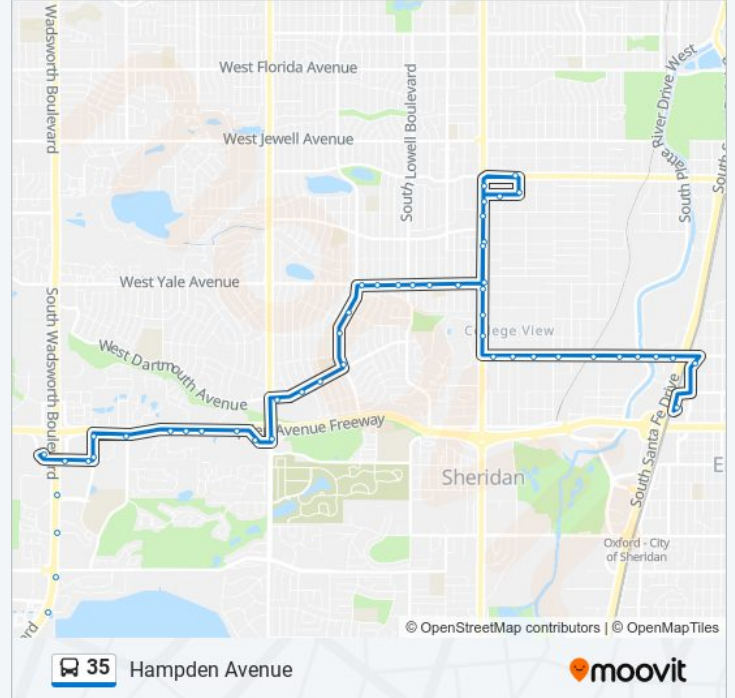 Wadsworth Boulevard
West Florida Avenue
South Lowell Boulevard
River Drive West
South Platte
West Jewell Avenue
South
West Yale Avenue
South Wadsworth Boulevard
College View
West Dartmouth Avenue
Avenue Freeway
South Santa Fe Drive
Sheridan
E
Oxford - City
of Sheridan
rd
© OpenStreetMap contributors | © OpenMapTiles
35 Hampden Avenue
moovit